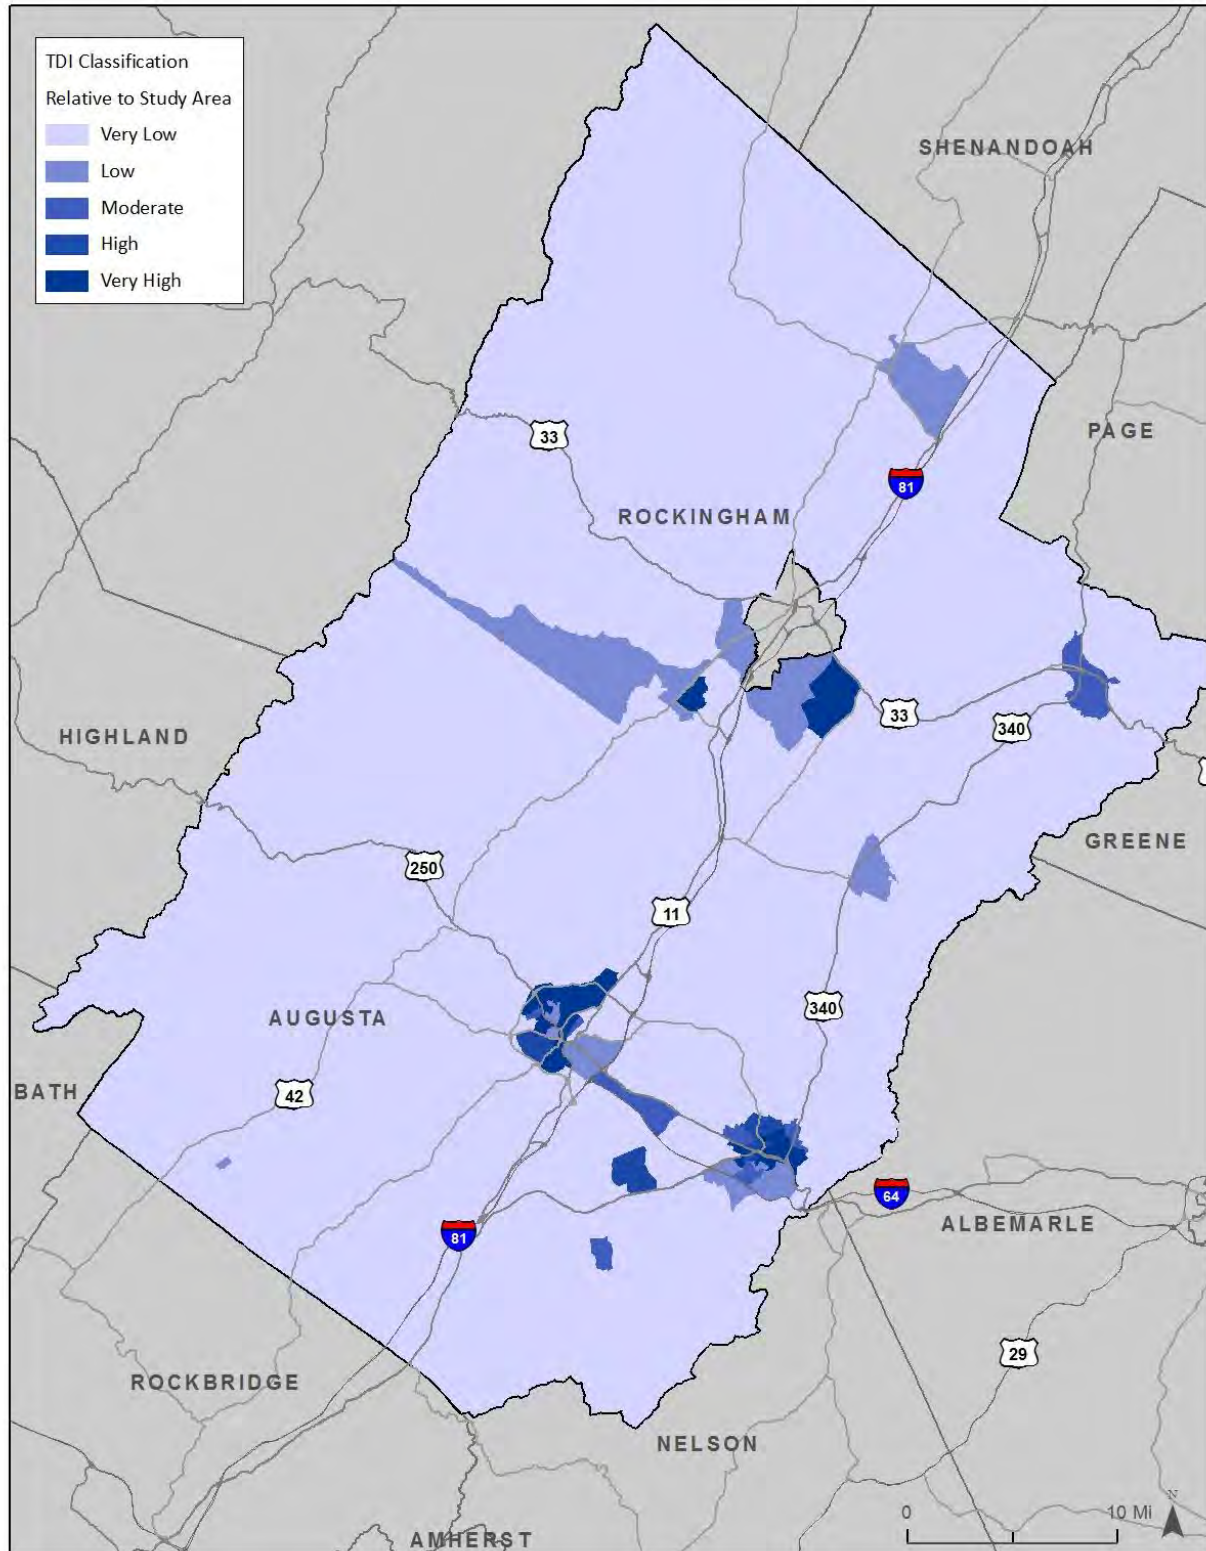 TDI Classification
Relative to Study Area
Very Low
Low
Moderate
High
Very High
SHENANDOAH
PAGE
33
81
ROCKINGHAM
33
340
HIGHLAND
GREENE
250
11
340
AUGUSTA
BATH
42
64
ALBEMARLE
81
29
ROCKBRIDGE
NELSON
N
0 10 Mi
AMHERST